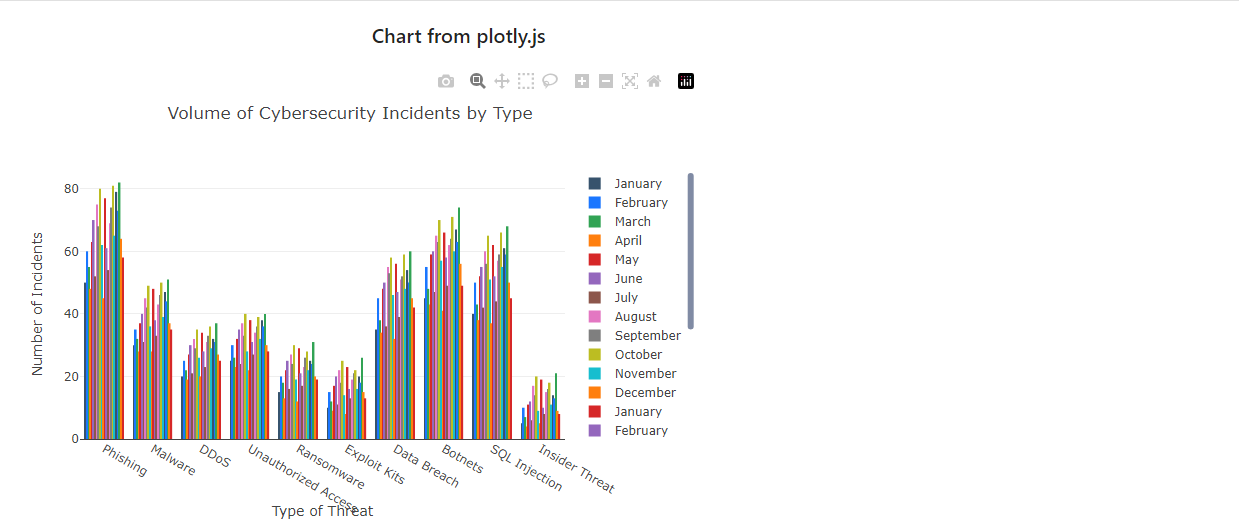 Chart from plotly.js
Volume of Cybersecurity Incidents by Type
Number of Incidents
80
60
40
20
0
Phishing
Malware
DDoS
Unauthorized Access
Ransomware
Exploit Kits
Data Breach
Botnets
SQL Injection
Insider Threat
Type of Threat
January
February
March
April
May
June
July
August
September
October
November
December
January
February